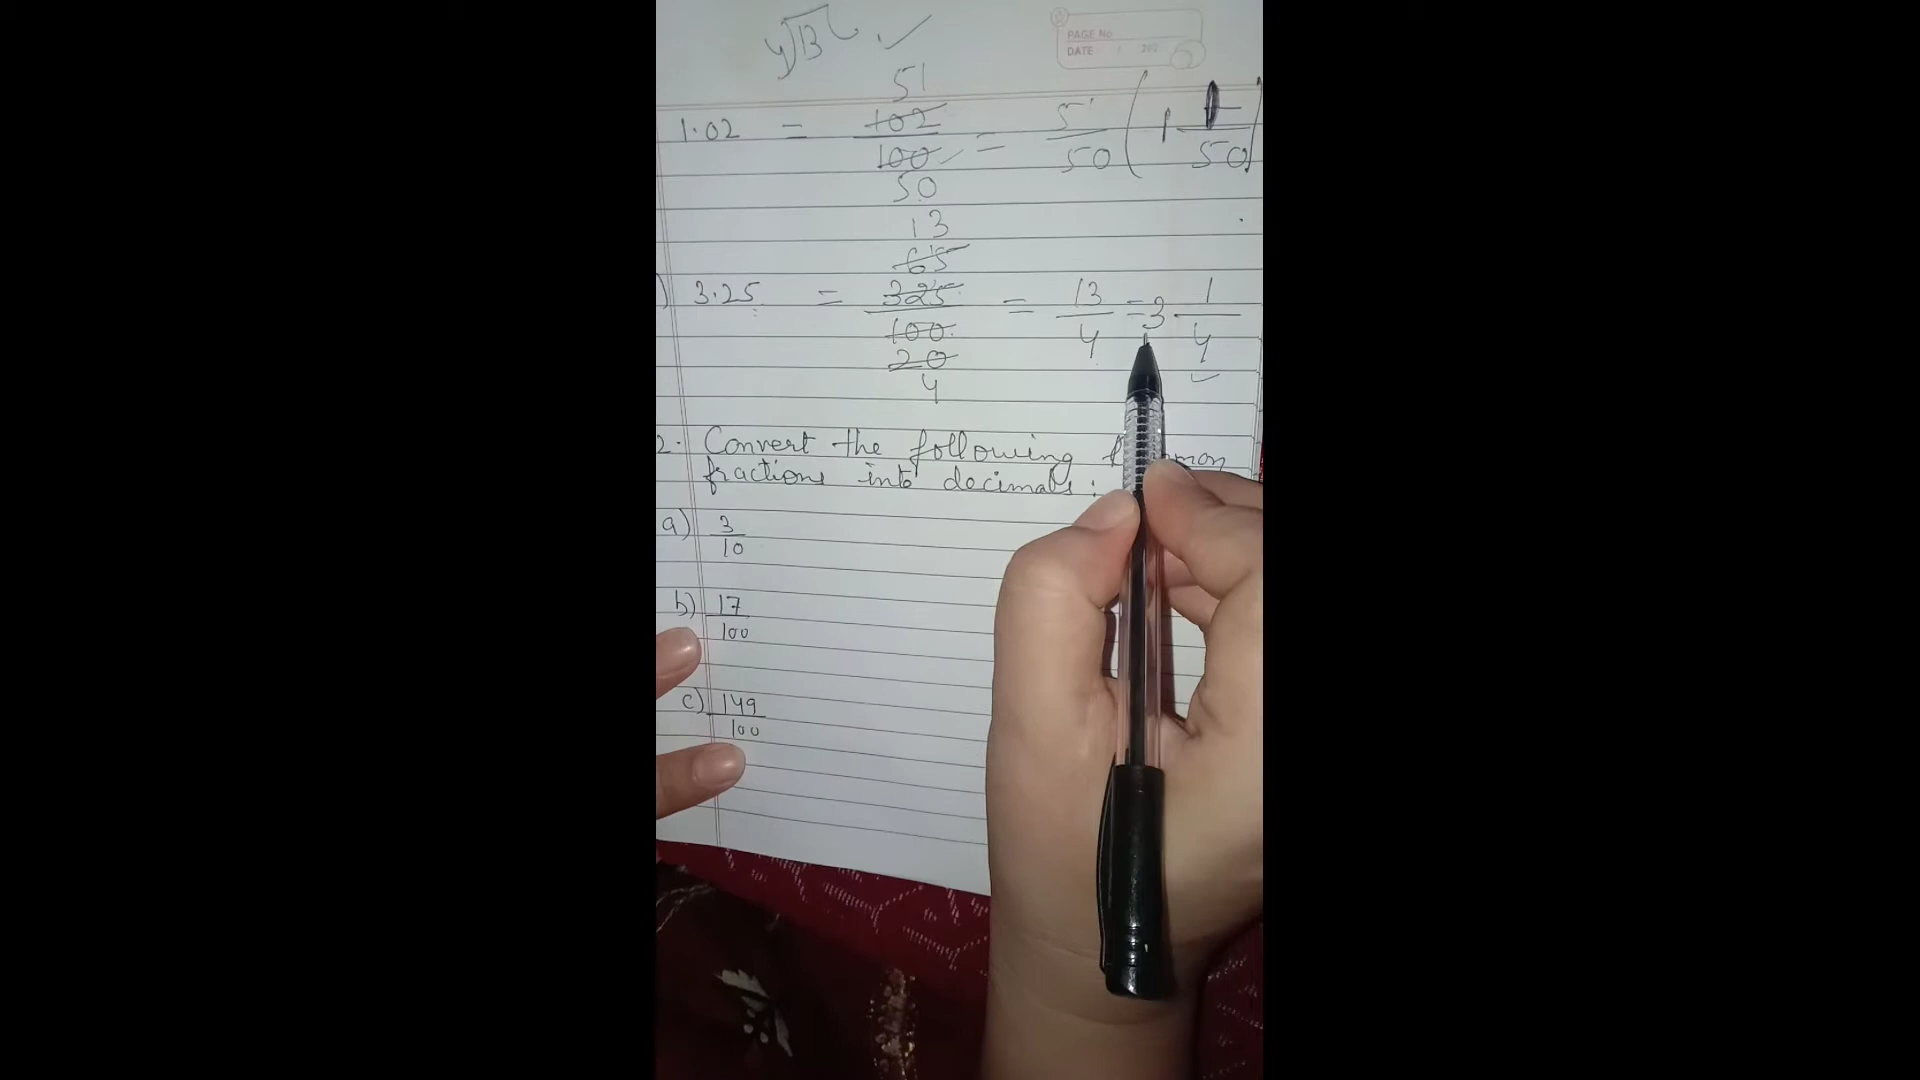 4)13(
PAGE No
DATE
51
1.02 = 102/100 = 51/50 (1 1/50)
50
13
65
) 3.25 = 325/100 = 13/4 = 3 1/4
20
4
2. Convert the following
fractions into decimals:
a) 3/10
b) 17/100
c) 149/100